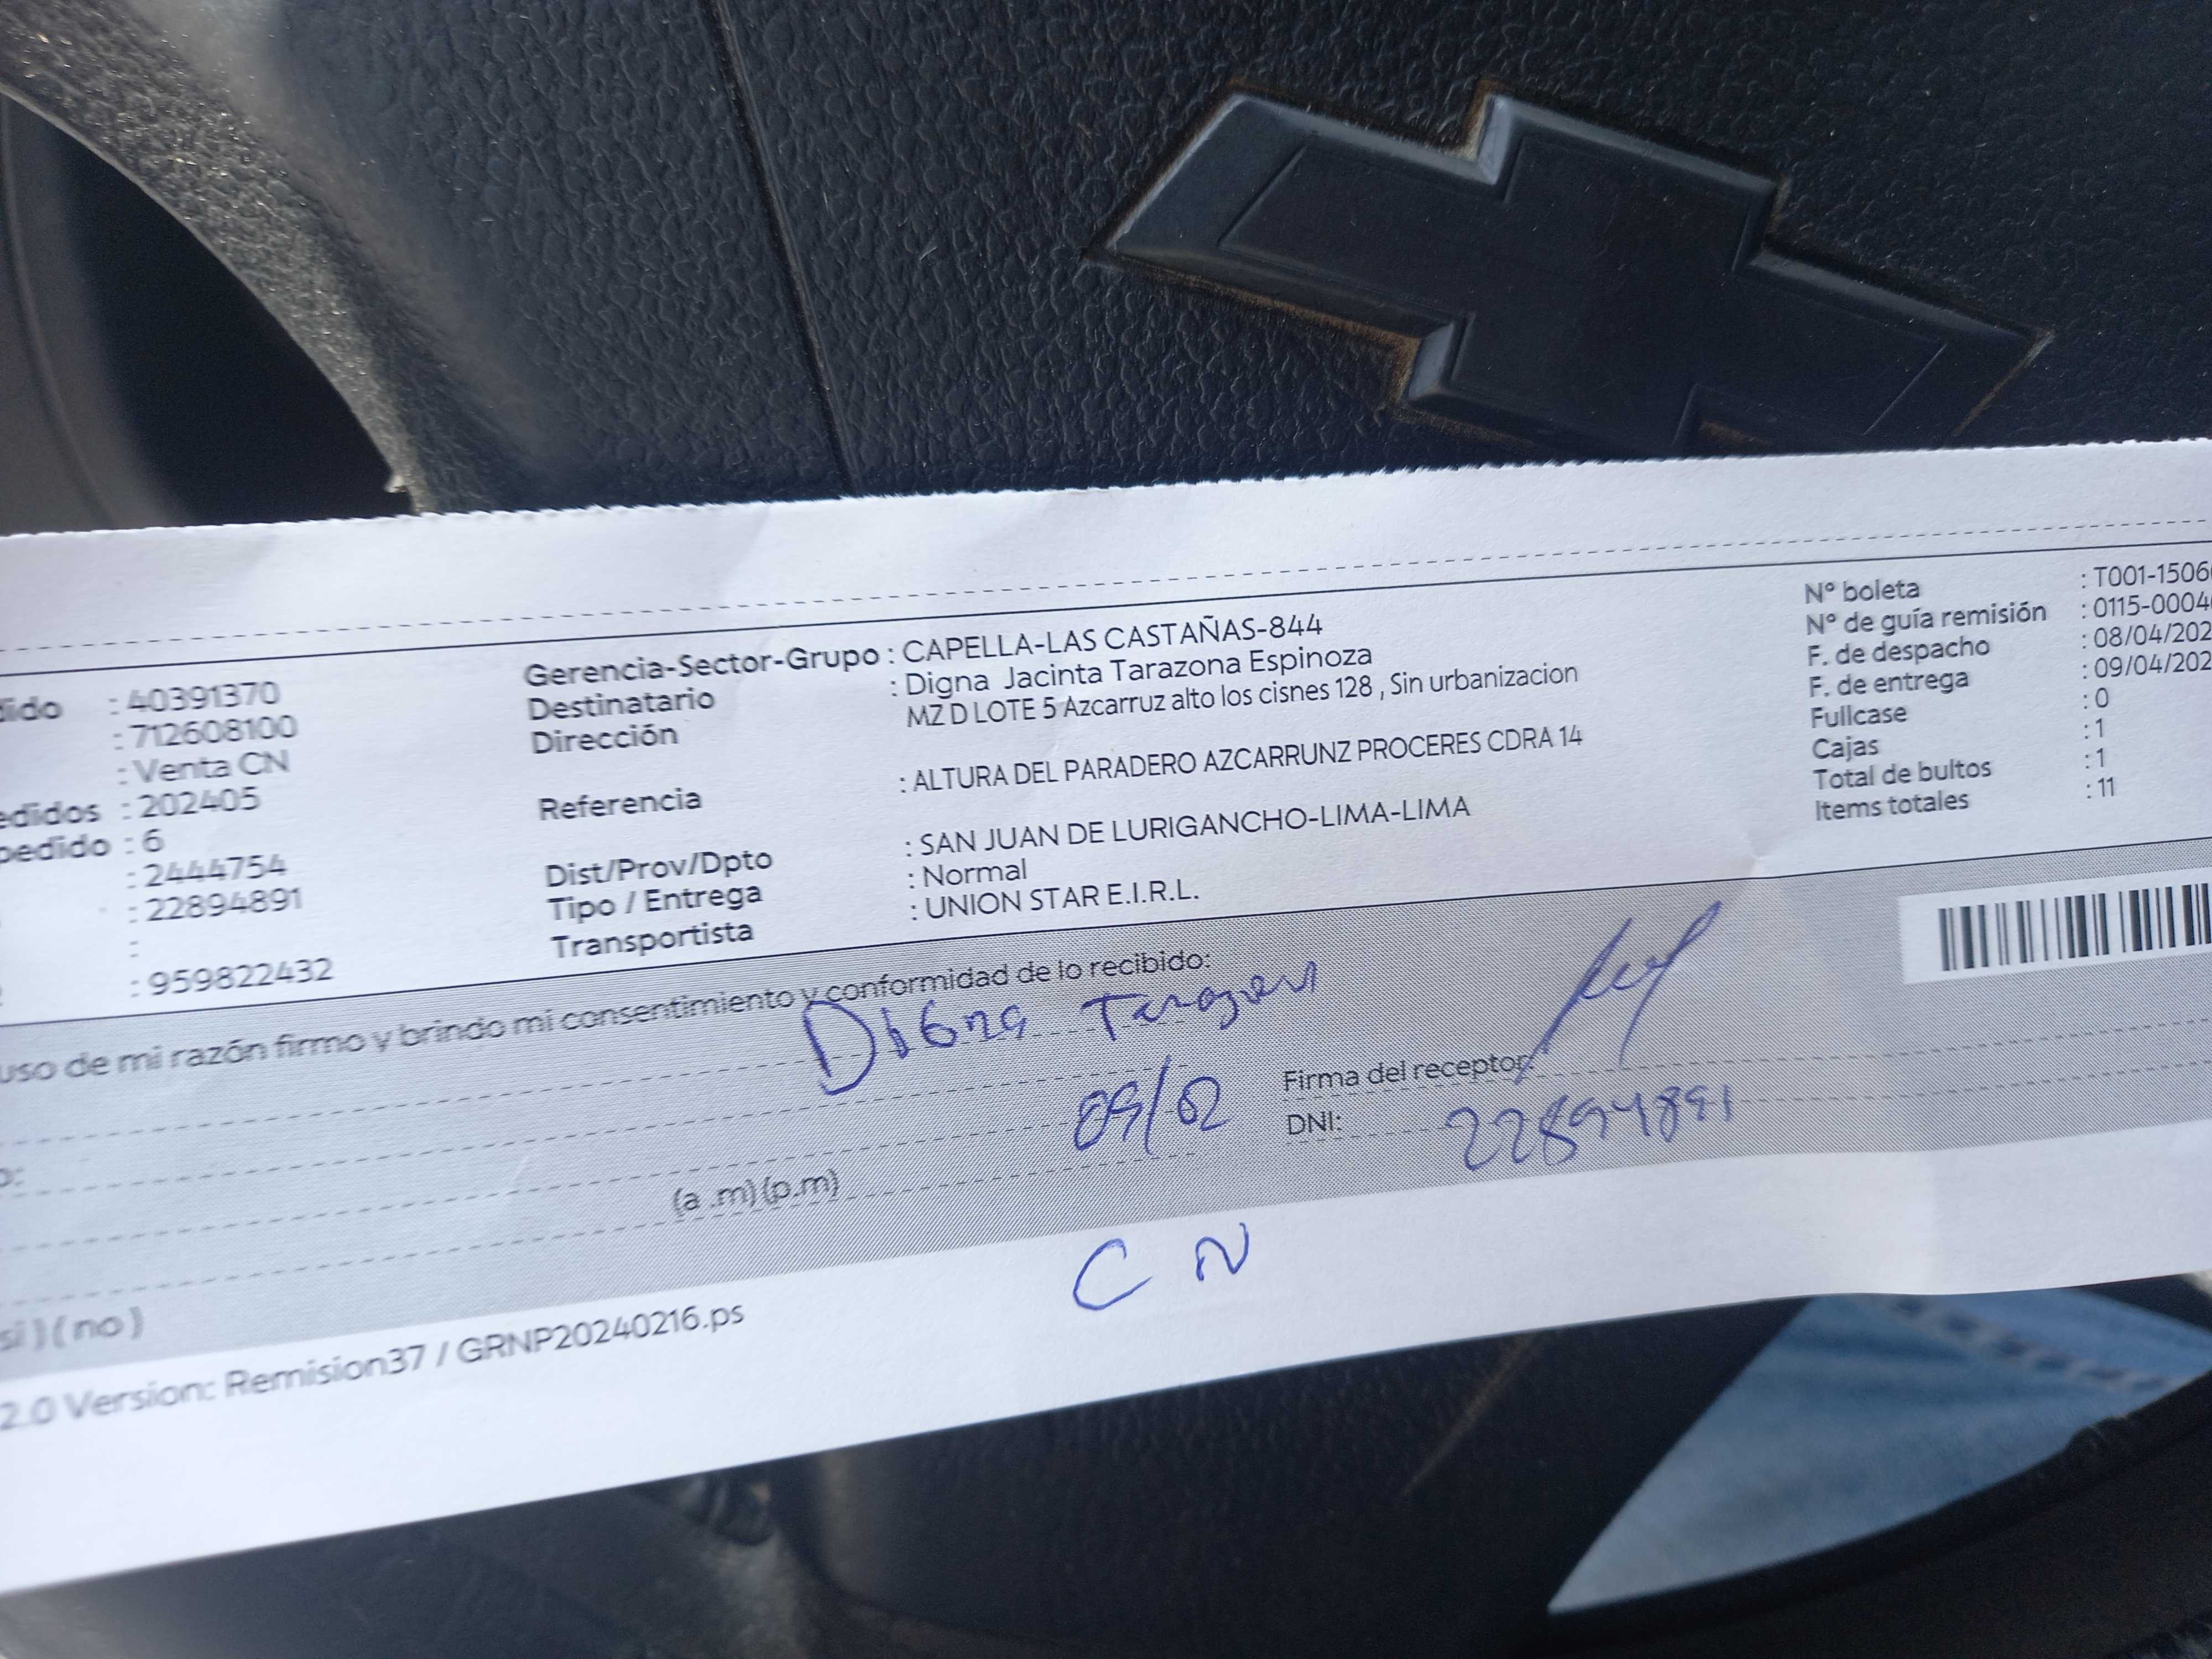 dido : 40391370
: 712608100
: Venta CN
edidos : 202405
pedido : 6
: 2444754
: 22894891
:
: 959822432
Gerencia-Sector-Grupo : CAPELLA-LAS CASTAÑAS-844
Destinatario : Digna Jacinta Tarazona Espinoza
Dirección MZ D LOTE 5 Azcarruz alto los cisnes 128 , Sin urbanizacion
Referencia : ALTURA DEL PARADERO AZCARRUNZ PROCERES CDRA 14
Dist/Prov/Dpto : SAN JUAN DE LURIGANCHO-LIMA-LIMA
Tipo / Entrega : Normal
Transportista : UNION STAR E.I.R.L.
N° boleta : T001-1506
N° de guía remisión : 0115-0004
F. de despacho : 08/04/202
F. de entrega : 09/04/202
Fullcase : 0
Cajas : 1
Total de bultos : 1
Items totales : 11
uso de mi razón firmo y brindo mi consentimiento y conformidad de lo recibido:
DIGna
09/02
Firma del receptor:
DNI: 22894891
o:
(a .m) (p.m)
C N
si ) ( no )
2.0 Version: Remision37 / GRNP20240216.ps